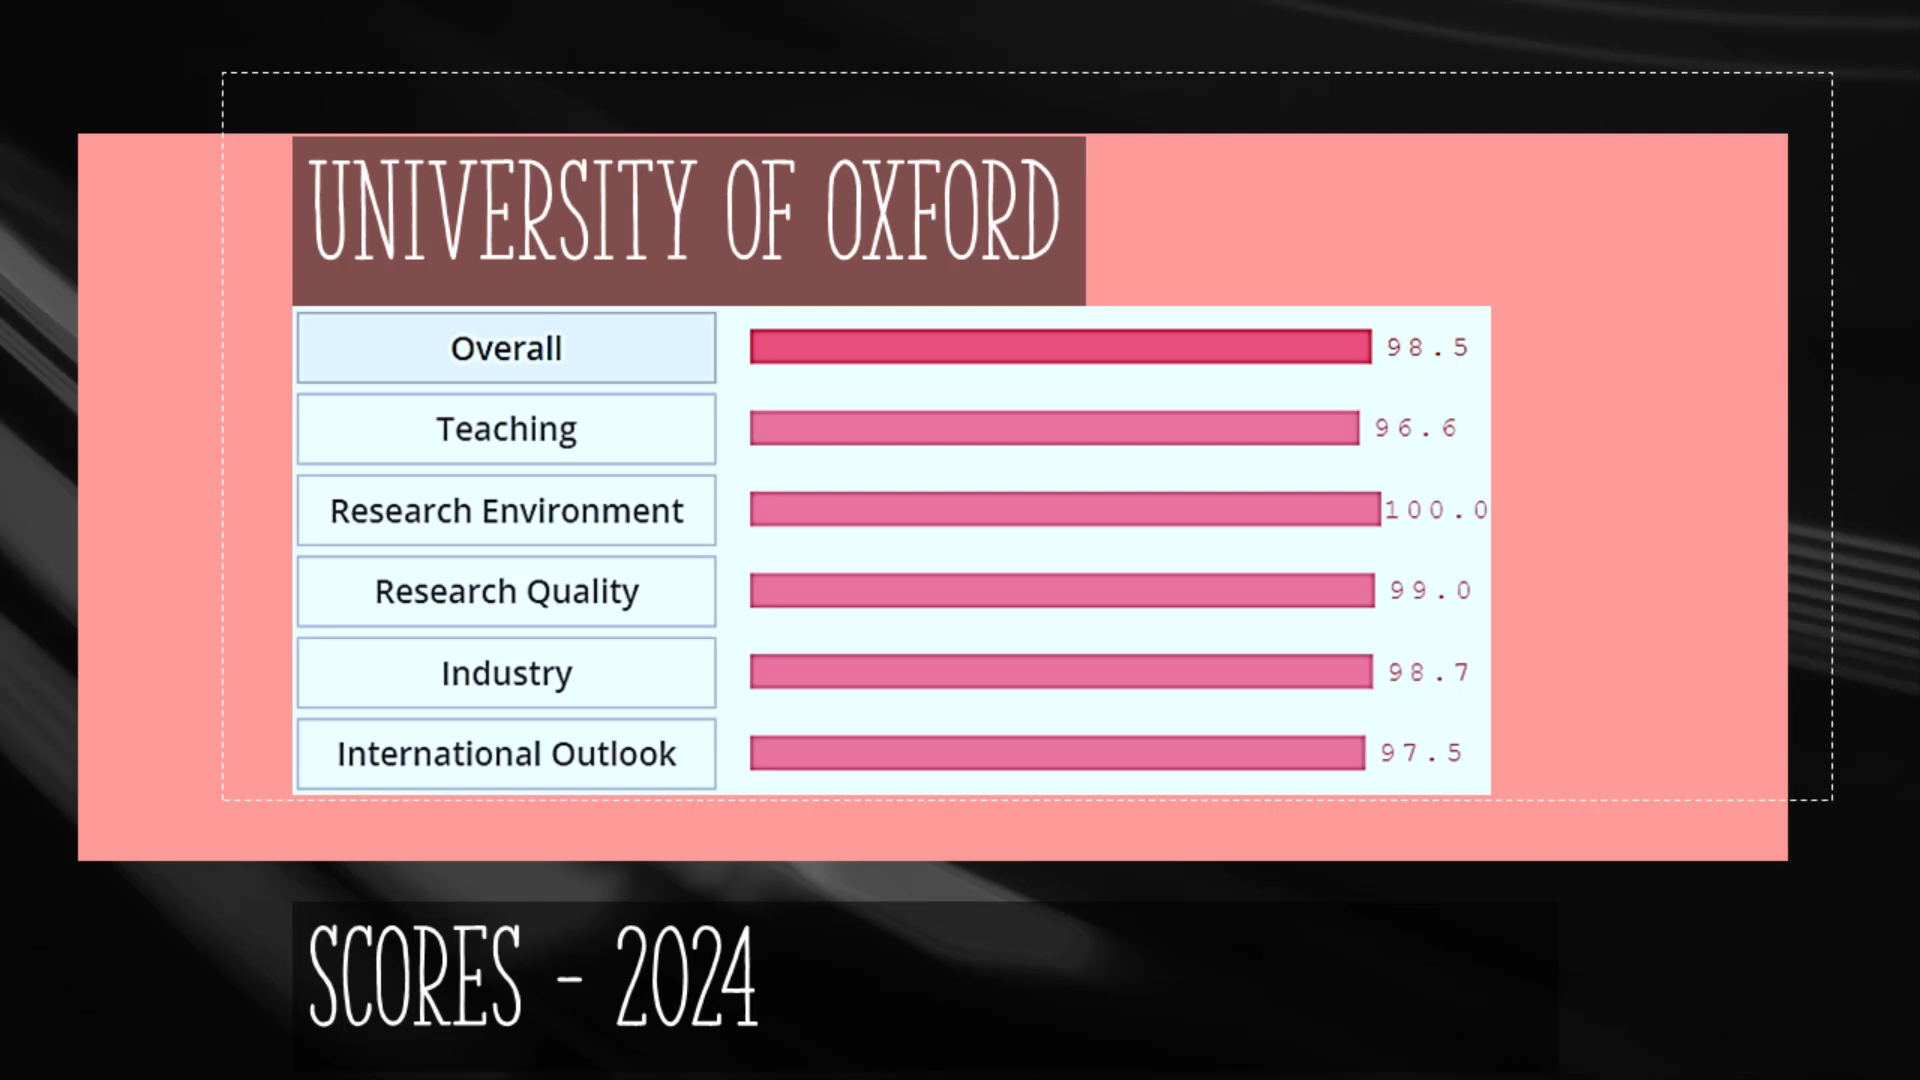 UNIVERSITY OF OXFORD
Overall 98.5
Teaching 96.6
Research Environment 100.0
Research Quality 99.0
Industry 98.7
International Outlook 97.5
SCORES - 2024